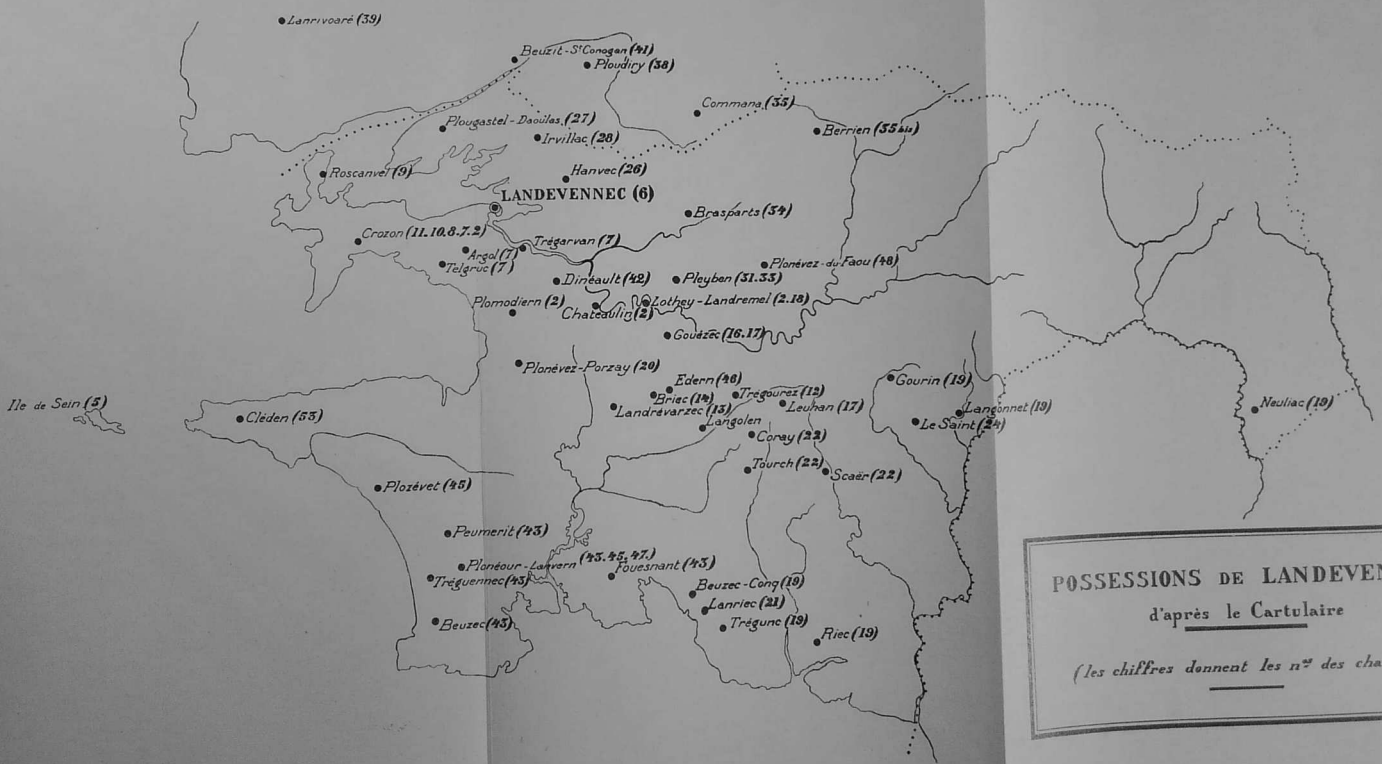 Lanrivoaré (39)
Beuzit-St Conogan (41)
Ploudiry (38)
Commana (35)
Plougastel-Daoulas, (27)
Irvillac (28)
Berrien (35 bis)
Roscanvel (9)
Hanvec (26)
LANDEVENNEC (6)
Brasparts (34)
Crozon (11.10.8.7.2)
Trégarvan (7)
Argol (7)
Telgruc (7)
Plonévez-du-Faou (48)
Dinéault (42)
Pleyben (31.33)
Plomodiern (2)
Lothey-Landremel (2.18)
Chateaulin (2)
Gouézec (16.17)
Plonévez-Porzay (20)
Edern (46)
Gourin (19)
Briec (14)
Trégourez (12)
Ile de Sein (5)
Landrévarzec (13)
Leuhan (17)
Langonnet (19)
Neuliac (19)
Cléden (53)
Langolen
Le Saint (24)
Coray (22)
Tourch (22)
Scaër (22)
Plozévet (45)
Peumerit (43)
Plonéour-Lanvern (43.45.47.)
Fouesnant (43)
Tréguennec (43)
Beuzec-Conq (19)
Lanriec (21)
Beuzec (43)
Trégunc (19)
Riec (19)
POSSESSIONS DE LANDEVEN
d'après le Cartulaire
(les chiffres donnent les nos des cha